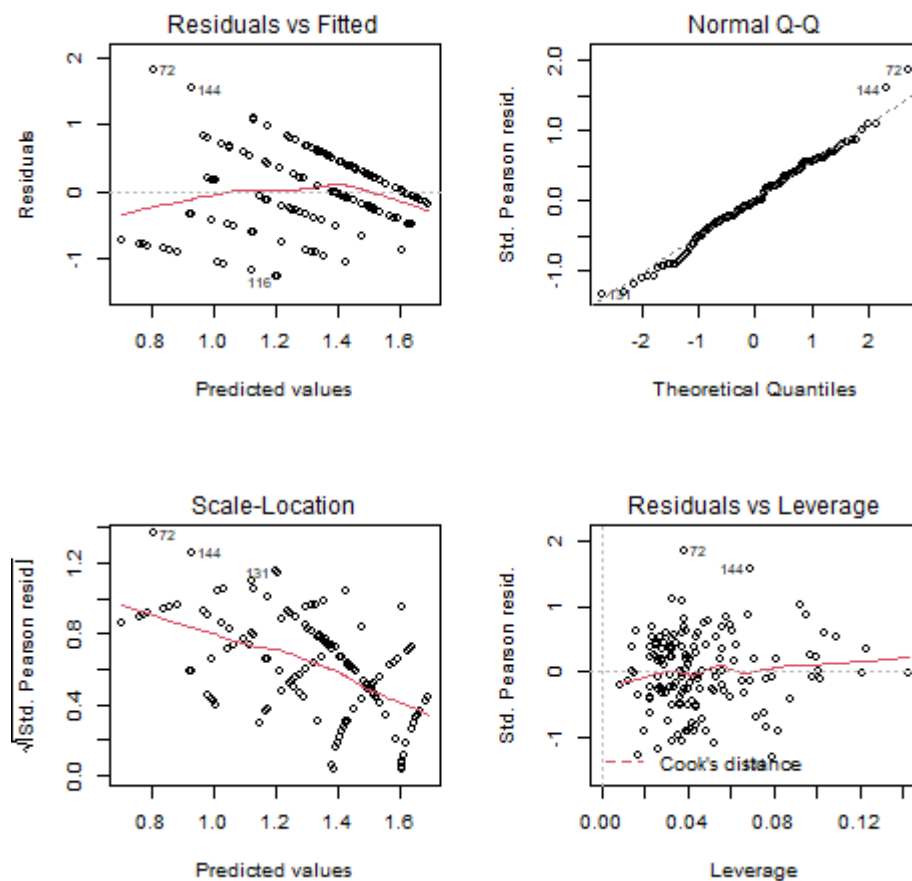 Residuals vs Fitted
Residuals
2
1
0
-1
72
144
116
0.8 1.0 1.2 1.4 1.6
Predicted values
Normal Q-Q
Std. Pearson resid.
2.0
1.0
0.0
-1.0
72
144
131
-2 -1 0 1 2
Theoretical Quantiles
Scale-Location
√|Std. Pearson resid|
1.2
0.8
0.4
0.0
72
144
131
0.8 1.0 1.2 1.4 1.6
Predicted values
Residuals vs Leverage
Std. Pearson resid.
2
1
0
-1
72
144
Cook's distance
0.00 0.04 0.08 0.12
Leverage